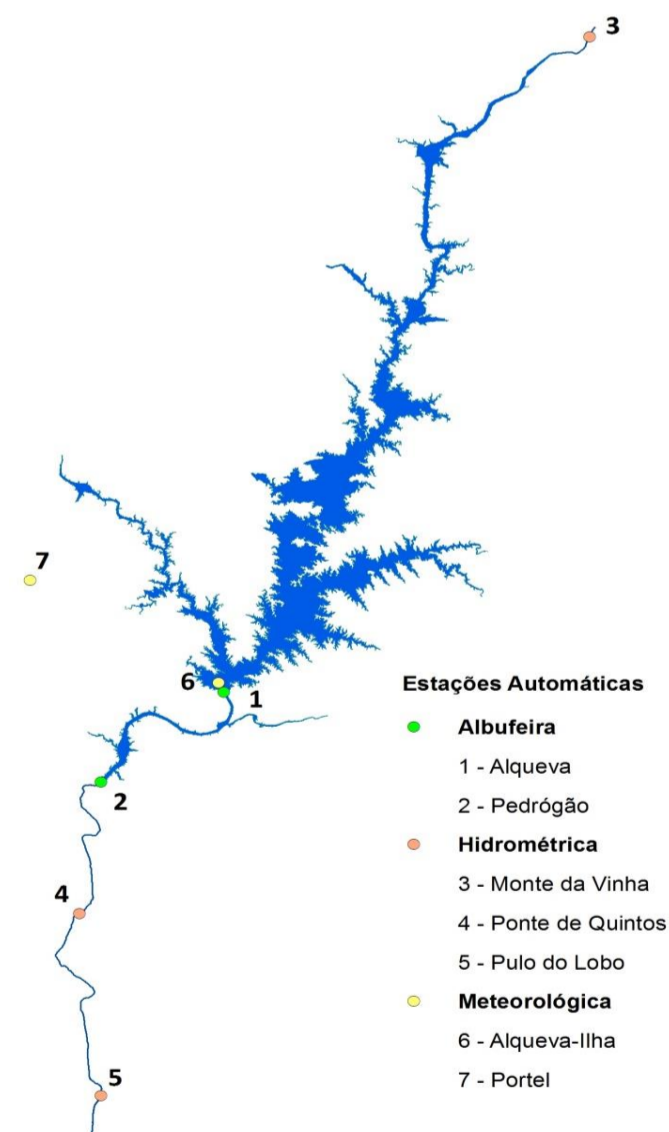 3
7
6
1
2
4
5
Estações Automáticas
Albufeira
1 - Alqueva
2 - Pedrógão
Hidrométrica
3 - Monte da Vinha
4 - Ponte de Quintos
5 - Pulo do Lobo
Meteorológica
6 - Alqueva-Ilha
7 - Portel